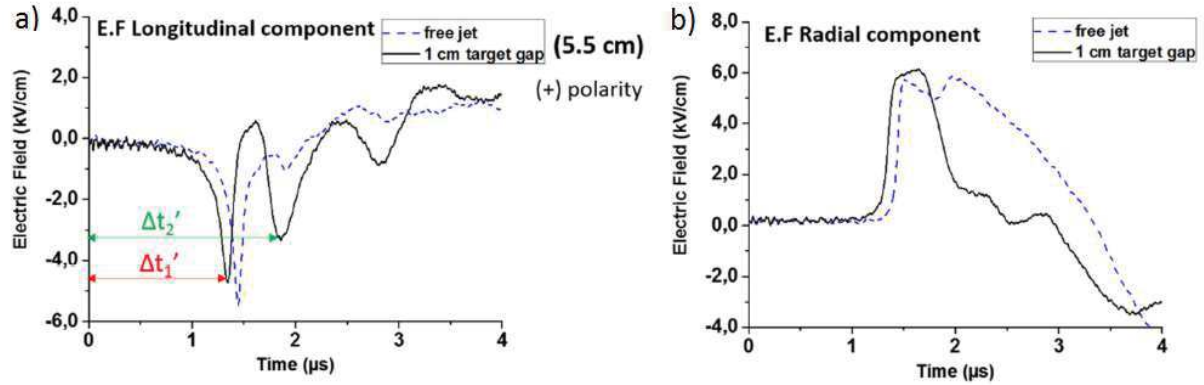 a)
E.F Longitudinal component
free jet
1 cm target gap
(5.5 cm)
(+) polarity
4,0
2,0
0,0
-2,0
-4,0
-6,0
Electric Field (kV/cm)
Δt₂′
Δt₁′
0 1 2 3 4
Time (µs)
b)
E.F Radial component
free jet
1 cm target gap
8,0
6,0
4,0
2,0
0,0
-2,0
-4,0
Electric Field (kV/cm)
0 1 2 3 4
Time (µs)